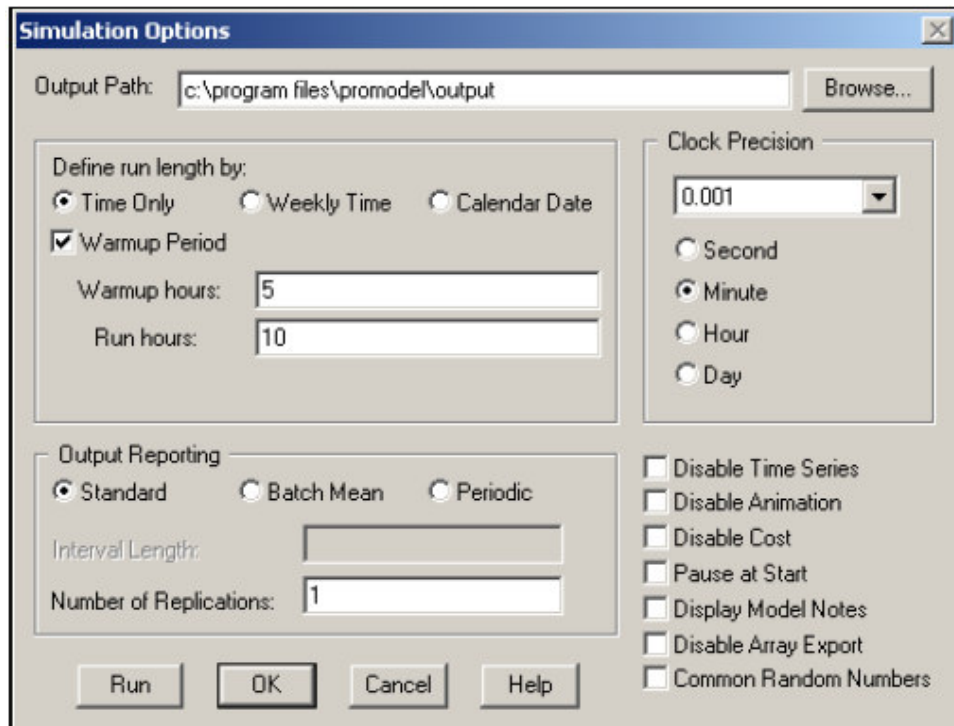 Simulation Options
Output Path: c:\program files\promodel\output Browse...
Define run length by:
Time Only Weekly Time Calendar Date
Warmup Period
Warmup hours: 5
Run hours: 10
Clock Precision
0.001
Second
Minute
Hour
Day
Output Reporting
Standard Batch Mean Periodic
Interval Length:
Number of Replications: 1
Disable Time Series
Disable Animation
Disable Cost
Pause at Start
Display Model Notes
Disable Array Export
Common Random Numbers
Run OK Cancel Help